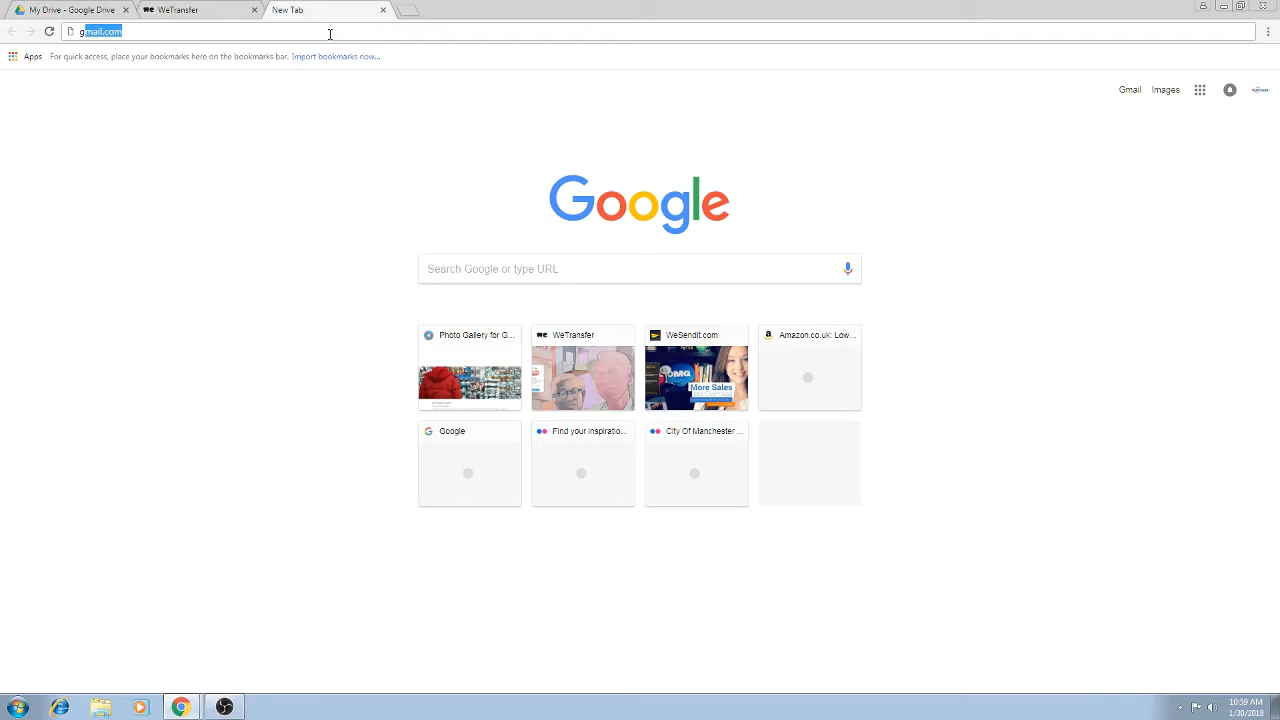 My Drive - Google Drive
WeTransfer
New Tab
gmail.com
Apps
For quick access, place your bookmarks here on the bookmarks bar. Import bookmarks now...
Gmail
Images
Google
Search Google or type URL
Photo Gallery for G...
WeTransfer
WeSendit.com
Amazon.co.uk: Low...
OMG
More Sales
Google
Find your inspiratio...
City Of Manchester ...
10:59 AM
1/30/2018